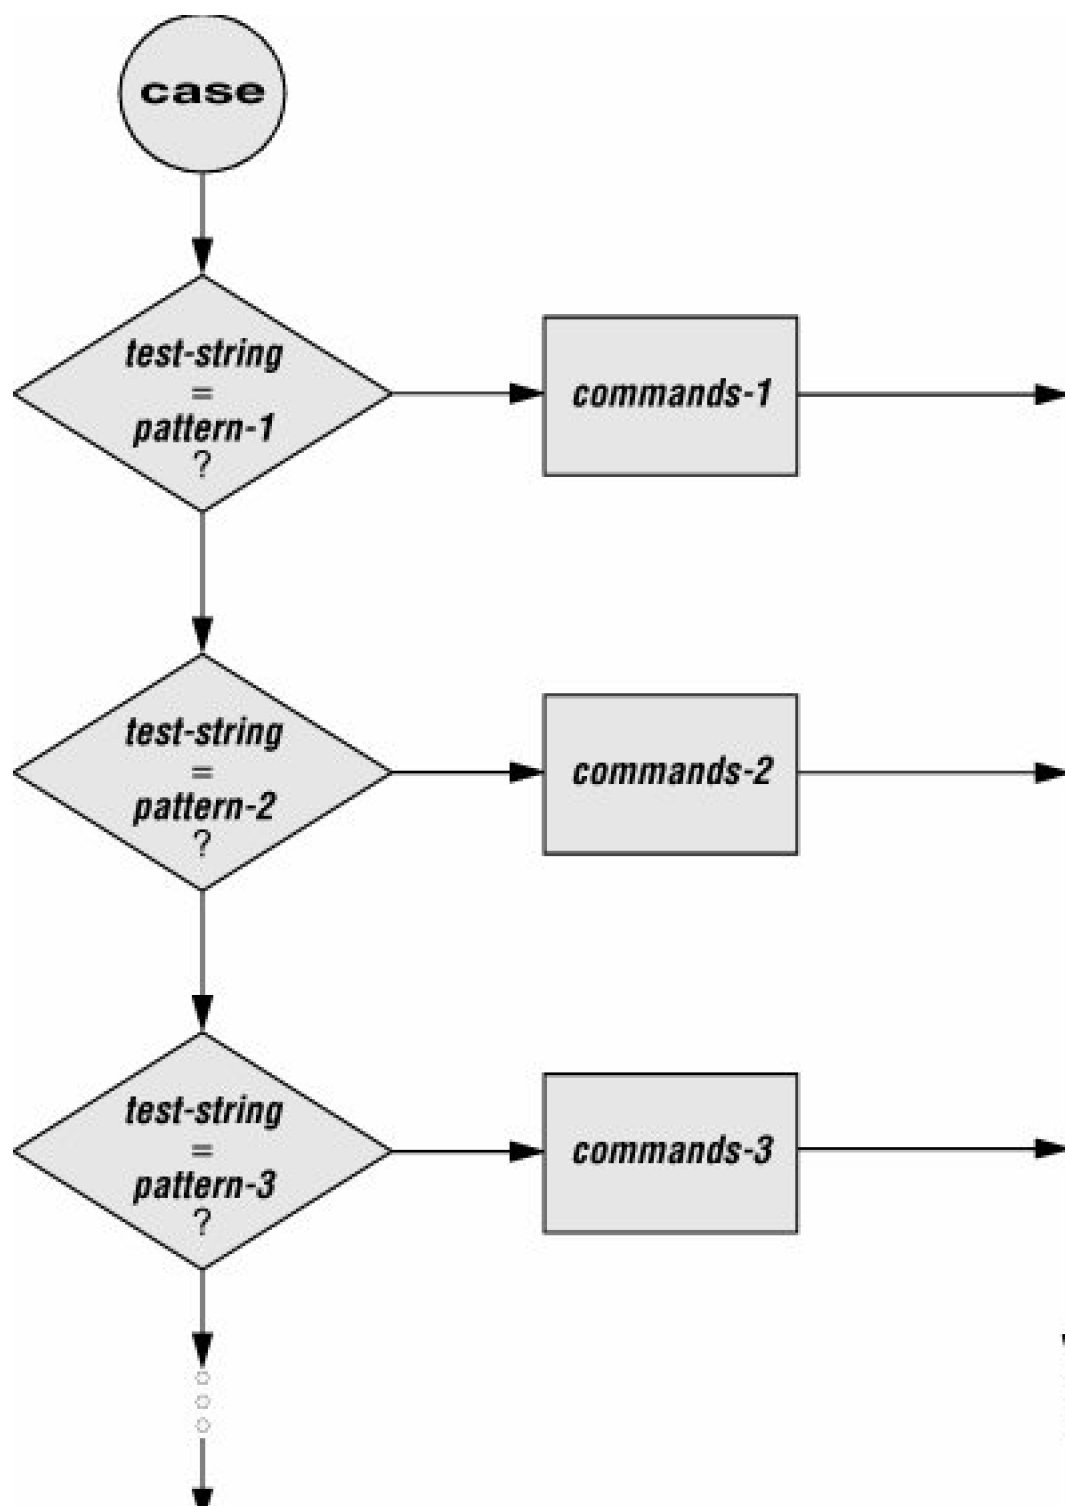 case
test-string
=
pattern-1
?
commands-1
test-string
=
pattern-2
?
commands-2
test-string
=
pattern-3
?
commands-3